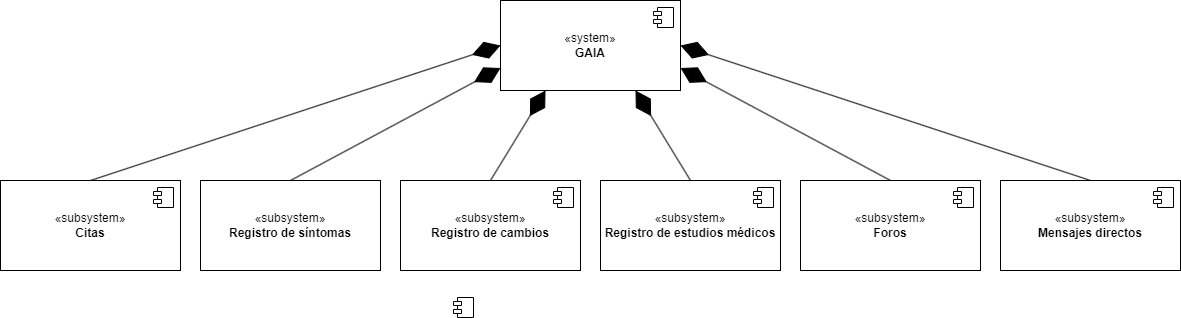 «system»
GAIA
«subsystem»
Citas
«subsystem»
Registro de síntomas
«subsystem»
Registro de cambios
«subsystem»
Registro de estudios médicos
«subsystem»
Foros
«subsystem»
Mensajes directos